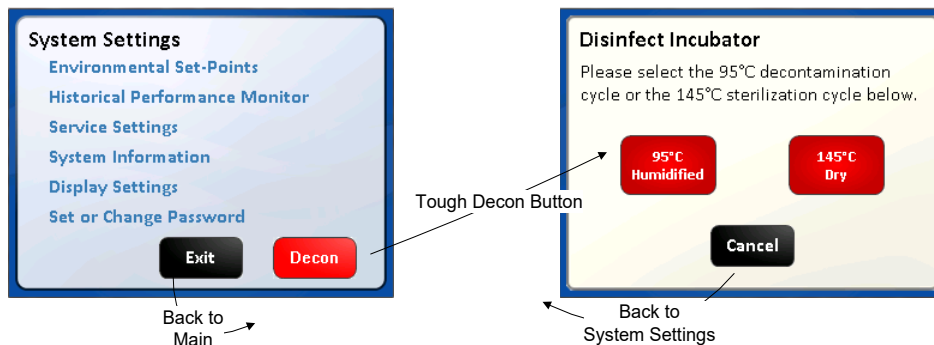 System Settings
Environmental Set-Points
Historical Performance Monitor
Service Settings
System Information
Display Settings
Set or Change Password
Exit
Decon
Back to
Main
Tough Decon Button
Disinfect Incubator
Please select the 95°C decontamination
cycle or the 145°C sterilization cycle below.
95°C
Humidified
145°C
Dry
Cancel
Back to
System Settings